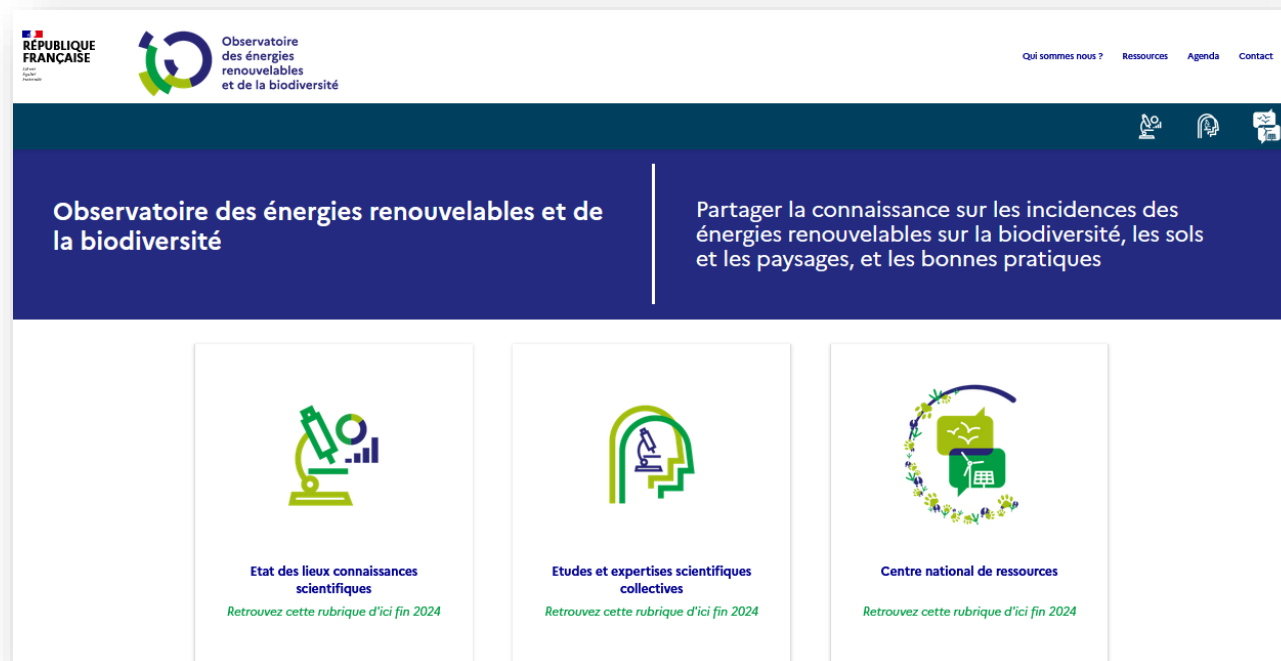 RÉPUBLIQUE
FRANÇAISE
Liberté
Égalité
Fraternité
Observatoire
des énergies
renouvelables
et de la biodiversité
Qui sommes nous ? Ressources Agenda Contact
Observatoire des énergies renouvelables et de
la biodiversité
Partager la connaissance sur les incidences des
énergies renouvelables sur la biodiversité, les sols
et les paysages, et les bonnes pratiques
Etat des lieux connaissances
scientifiques
Retrouvez cette rubrique d'ici fin 2024
Etudes et expertises scientifiques
collectives
Retrouvez cette rubrique d'ici fin 2024
Centre national de ressources
Retrouvez cette rubrique d'ici fin 2024